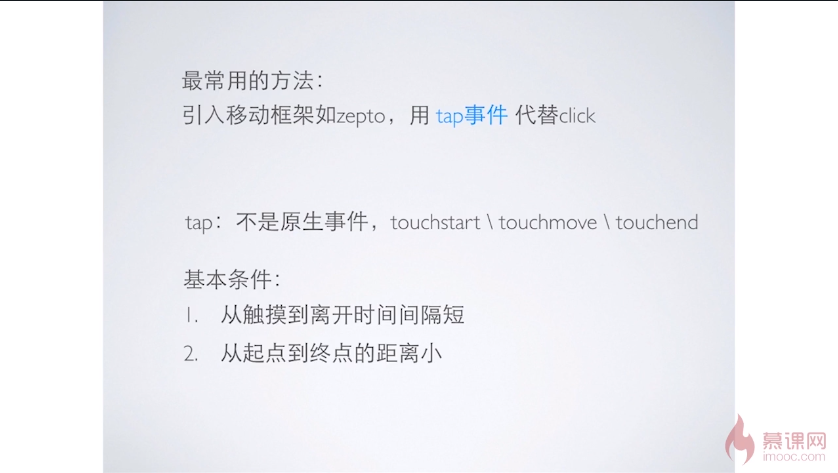 最常用的方法：
引入移动框架如zepto，用 tap事件 代替click
tap：不是原生事件，touchstart \ touchmove \ touchend
基本条件：
1. 从触摸到离开时间间隔短
2. 从起点到终点的距离小
慕课网
imooc.com